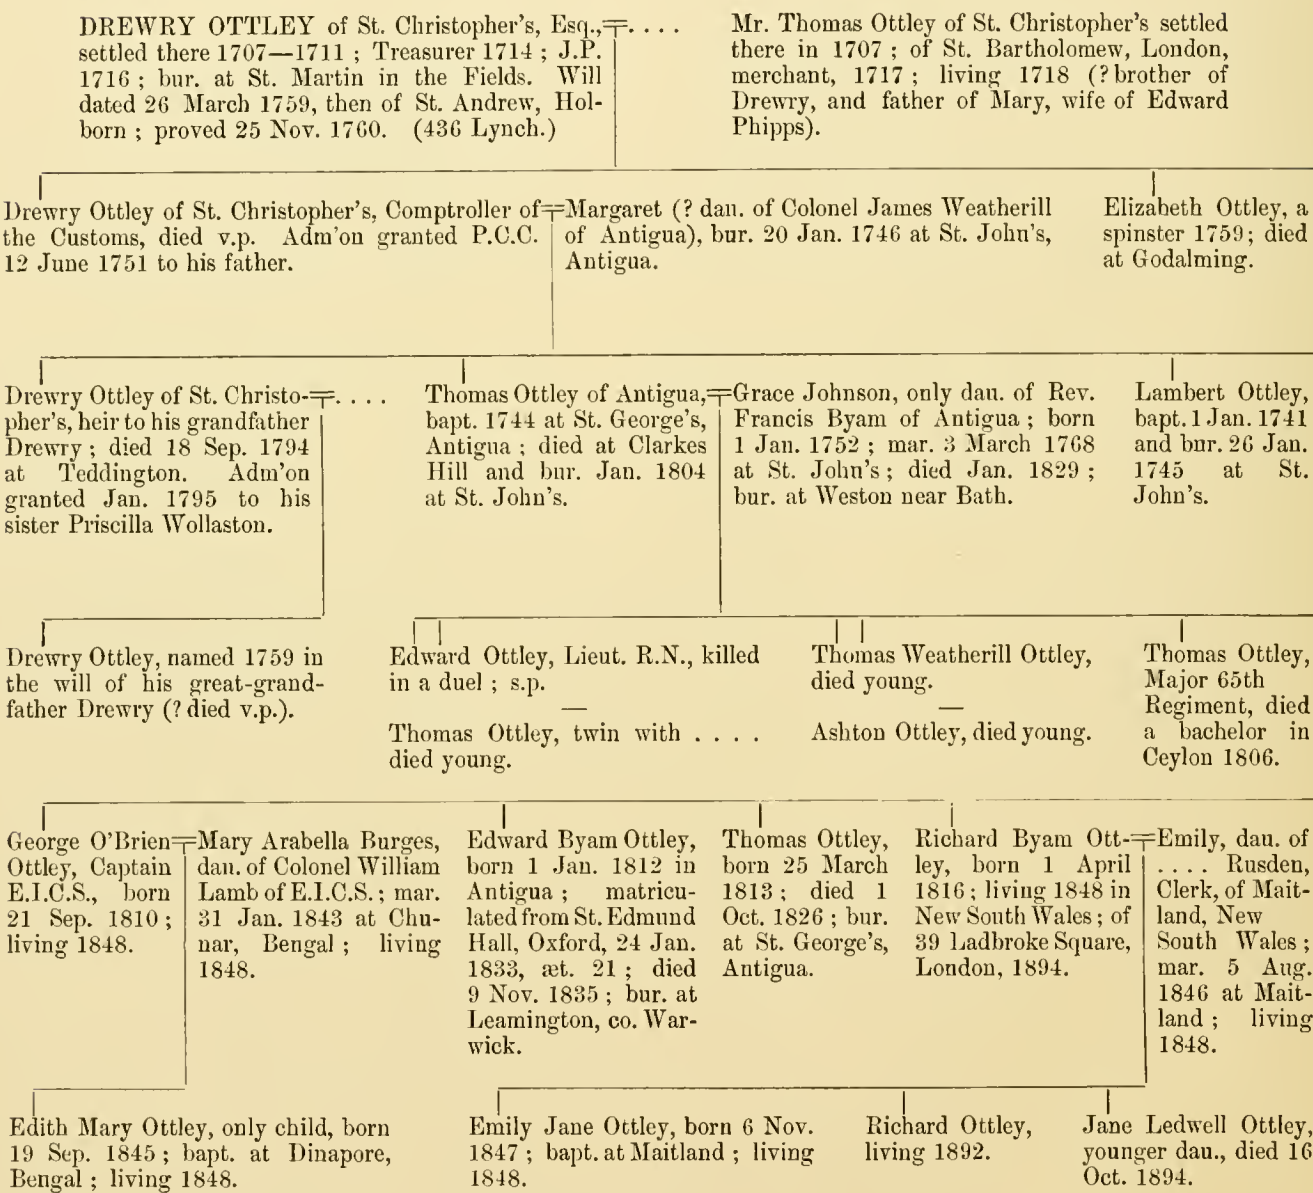 DREWRY OTTLEY of St. Christopher's, Esq.,=. . . .
settled there 1707—1711 ; Treasurer 1714 ; J.P.
1716 ; bur. at St. Martin in the Fields. Will
dated 26 March 1759, then of St. Andrew, Hol-
born ; proved 25 Nov. 1760. (436 Lynch.)
Mr. Thomas Ottley of St. Christopher's settled
there in 1707 ; of St. Bartholomew, London,
merchant, 1717 ; living 1718 (? brother of
Drewry, and father of Mary, wife of Edward
Phipps).
Drewry Ottley of St. Christopher's, Comptroller of=
the Customs, died v.p. Adm'on granted P.C.C.
12 June 1751 to his father.
Margaret (? dau. of Colonel James Weatherill
of Antigua), bur. 20 Jan. 1746 at St. John's,
Antigua.
Elizabeth Ottley, a
spinster 1759; died
at Godalming.
Drewry Ottley of St. Christo-=. . . .
pher's, heir to his grandfather
Drewry ; died 18 Sep. 1794
at Teddington. Adm'on
granted Jan. 1795 to his
sister Priscilla Wollaston.
Thomas Ottley of Antigua,=
bapt. 1744 at St. George's,
Antigua ; died at Clarkes
Hill and bur. Jan. 1804
at St. John's.
Grace Johnson, only dau. of Rev.
Francis Byam of Antigua ; born
1 Jan. 1752 ; mar. 3 March 1768
at St. John's ; died Jan. 1829 ;
bur. at Weston near Bath.
Lambert Ottley,
bapt. 1 Jan. 1741
and bur. 26 Jan.
1745 at St.
John's.
Drewry Ottley, named 1759 in
the will of his great-grand-
father Drewry (? died v.p.).
Edward Ottley, Lieut. R.N., killed
in a duel ; s.p.
—
Thomas Ottley, twin with . . . .
died young.
Thomas Weatherill Ottley,
died young.
—
Ashton Ottley, died young.
Thomas Ottley,
Major 65th
Regiment, died
a bachelor in
Ceylon 1806.
George O'Brien=
Ottley, Captain
E.I.C.S., born
21 Sep. 1810 ;
living 1848.
Mary Arabella Burges,
dau. of Colonel William
Lamb of E.I.C.S. ; mar.
31 Jan. 1843 at Chu-
nar, Bengal ; living
1848.
Edward Byam Ottley,
born 1 Jan. 1812 in
Antigua ; matricu-
lated from St. Edmund
Hall, Oxford, 24 Jan.
1833, æt. 21 ; died
9 Nov. 1835 ; bur. at
Leamington, co. War-
wick.
Thomas Ottley,
born 25 March
1813 ; died 1
Oct. 1826 ; bur.
at St. George's,
Antigua.
Richard Byam Ott-=
ley, born 1 April
1816 ; living 1848 in
New South Wales ; of
39 Ladbroke Square,
London, 1894.
Emily, dau. of
. . . . Rusden,
Clerk, of Mait-
land, New
South Wales ;
mar. 5 Aug.
1846 at Mait-
land ; living
1848.
Edith Mary Ottley, only child, born
19 Sep. 1845 ; bapt. at Dinapore,
Bengal ; living 1848.
Emily Jane Ottley, born 6 Nov.
1847 ; bapt. at Maitland ; living
1848.
Richard Ottley,
living 1892.
Jane Ledwell Ottley,
younger dau., died 16
Oct. 1894.